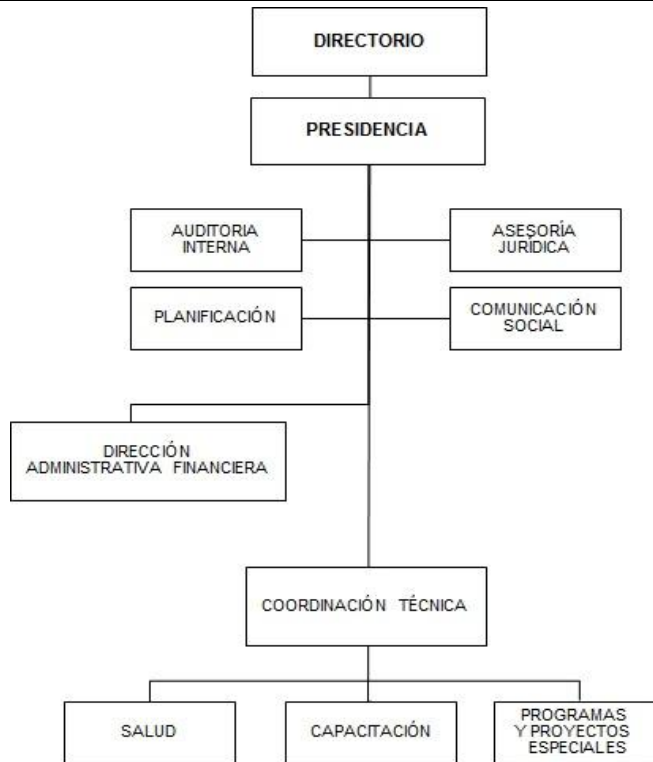 DIRECTORIO
PRESIDENCIA
AUDITORIA
INTERNA
ASESORÍA
JURÍDICA
PLANIFICACIÓN
COMUNICACIÓN
SOCIAL
DIRECCIÓN
ADMINISTRATIVA FINANCIERA
COORDINACIÓN TÉCNICA
SALUD
CAPACITACIÓN
PROGRAMAS
Y PROYECTOS
ESPECIALES